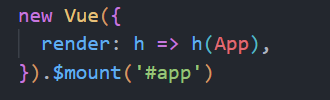 new Vue({
  render: h => h(App),
}).$mount('#app')